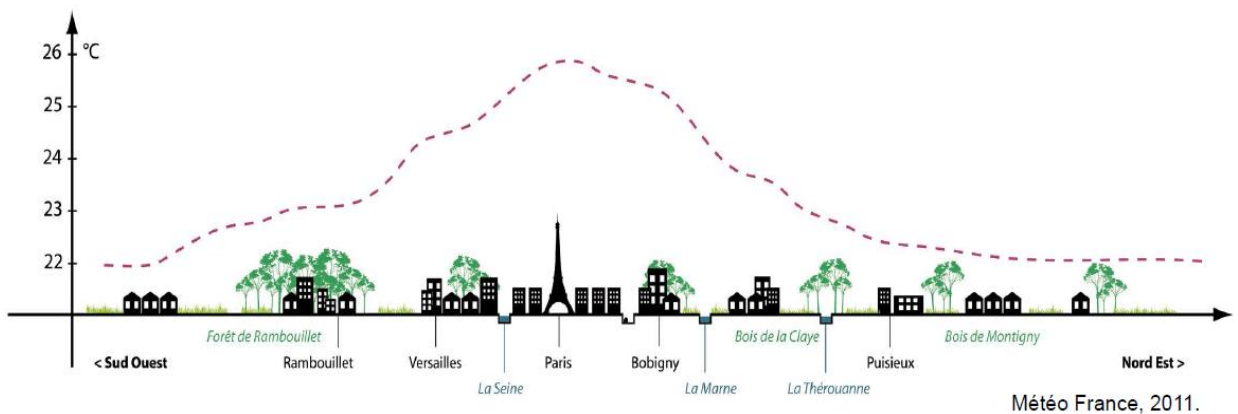 26 °C
25
24
23
22
Forêt de Rambouillet
Bois de la Claye
Bois de Montigny
< Sud Ouest
Rambouillet
Versailles
Paris
Bobigny
Puisieux
Nord Est >
La Seine
La Marne
La Thérouanne
Météo France, 2011.